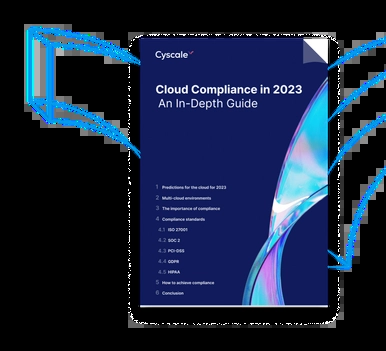 Cyscale
Cloud Compliance in 2023
An In-Depth Guide
1 Predictions for the cloud for 2023
2 Multi-cloud environments
3 The importance of compliance
4 Compliance standards
4.1 ISO 27001
4.2 SOC 2
4.3 PCI-DSS
4.4 GDPR
4.5 HIPAA
5 How to achieve compliance
6 Conclusion